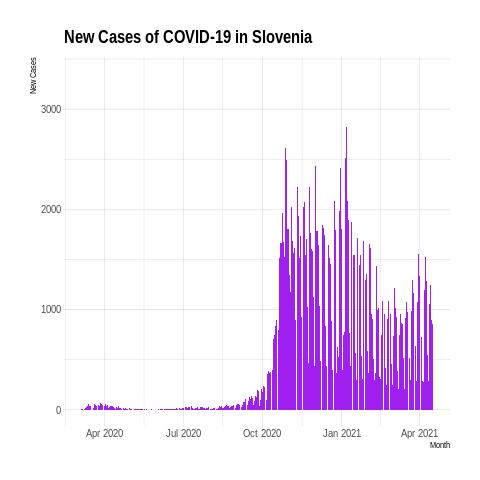 New Cases of COVID-19 in Slovenia
New Cases
3000
2000
1000
0
Apr 2020 Jul 2020 Oct 2020 Jan 2021 Apr 2021
Month